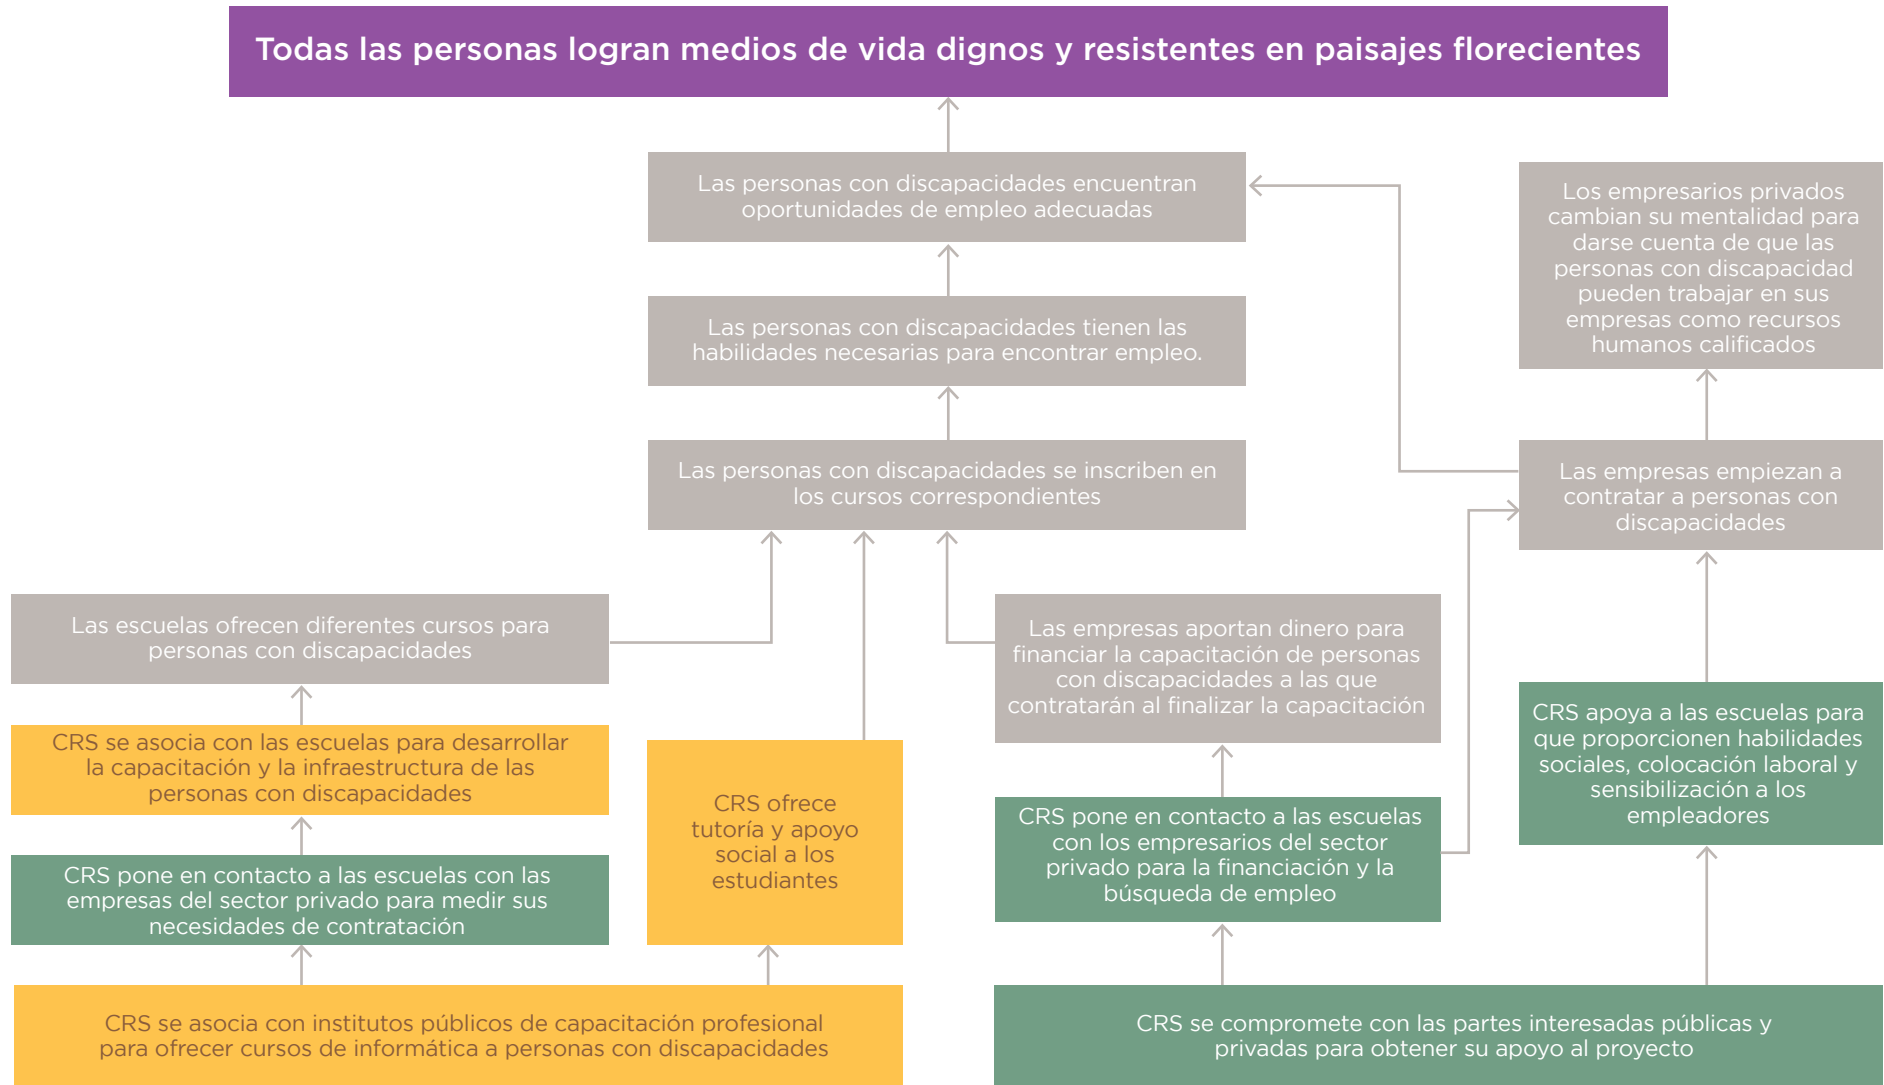 Todas las personas logran medios de vida dignos y resistentes en paisajes florecientes
Las personas con discapacidades encuentran
oportunidades de empleo adecuadas
Los empresarios privados
cambian su mentalidad para
darse cuenta de que las
personas con discapacidad
pueden trabajar en sus
empresas como recursos
humanos calificados
Las personas con discapacidades tienen las
habilidades necesarias para encontrar empleo.
Las personas con discapacidades se inscriben en
los cursos correspondientes
Las empresas empiezan a
contratar a personas con
discapacidades
Las escuelas ofrecen diferentes cursos para
personas con discapacidades
Las empresas aportan dinero para
financiar la capacitación de personas
con discapacidades a las que
contratarán al finalizar la capacitación
CRS apoya a las escuelas para
que proporcionen habilidades
sociales, colocación laboral y
sensibilización a los
empleadores
CRS se asocia con las escuelas para desarrollar
la capacitación y la infraestructura de las
personas con discapacidades
CRS ofrece
tutoría y apoyo
social a los
estudiantes
CRS pone en contacto a las escuelas
con los empresarios del sector
privado para la financiación y la
búsqueda de empleo
CRS pone en contacto a las escuelas con las
empresas del sector privado para medir sus
necesidades de contratación
CRS se asocia con institutos públicos de capacitación profesional
para ofrecer cursos de informática a personas con discapacidades
CRS se compromete con las partes interesadas públicas y
privadas para obtener su apoyo al proyecto